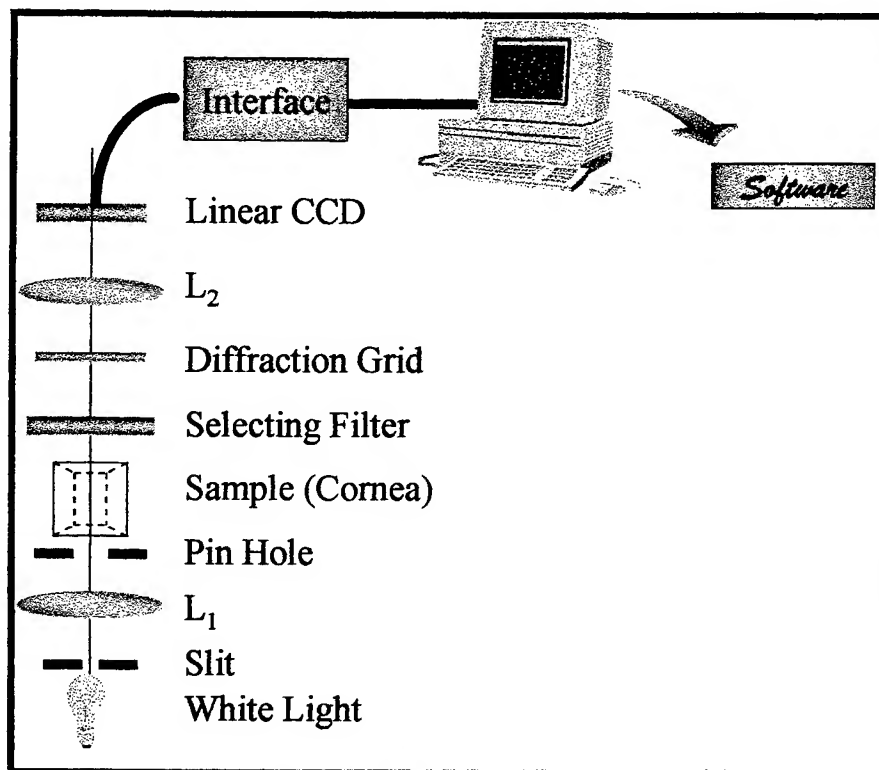 Interface
Software
Linear CCD
L₂
Diffraction Grid
Selecting Filter
Sample (Cornea)
Pin Hole
L₁
Slit
White Light